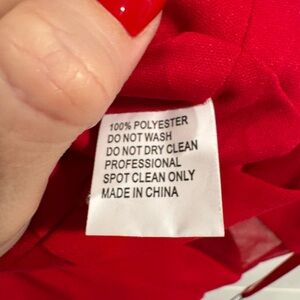 100% POLYESTER
DO NOT WASH
DO NOT DRY CLEAN
PROFESSIONAL
SPOT CLEAN ONLY
MADE IN CHINA